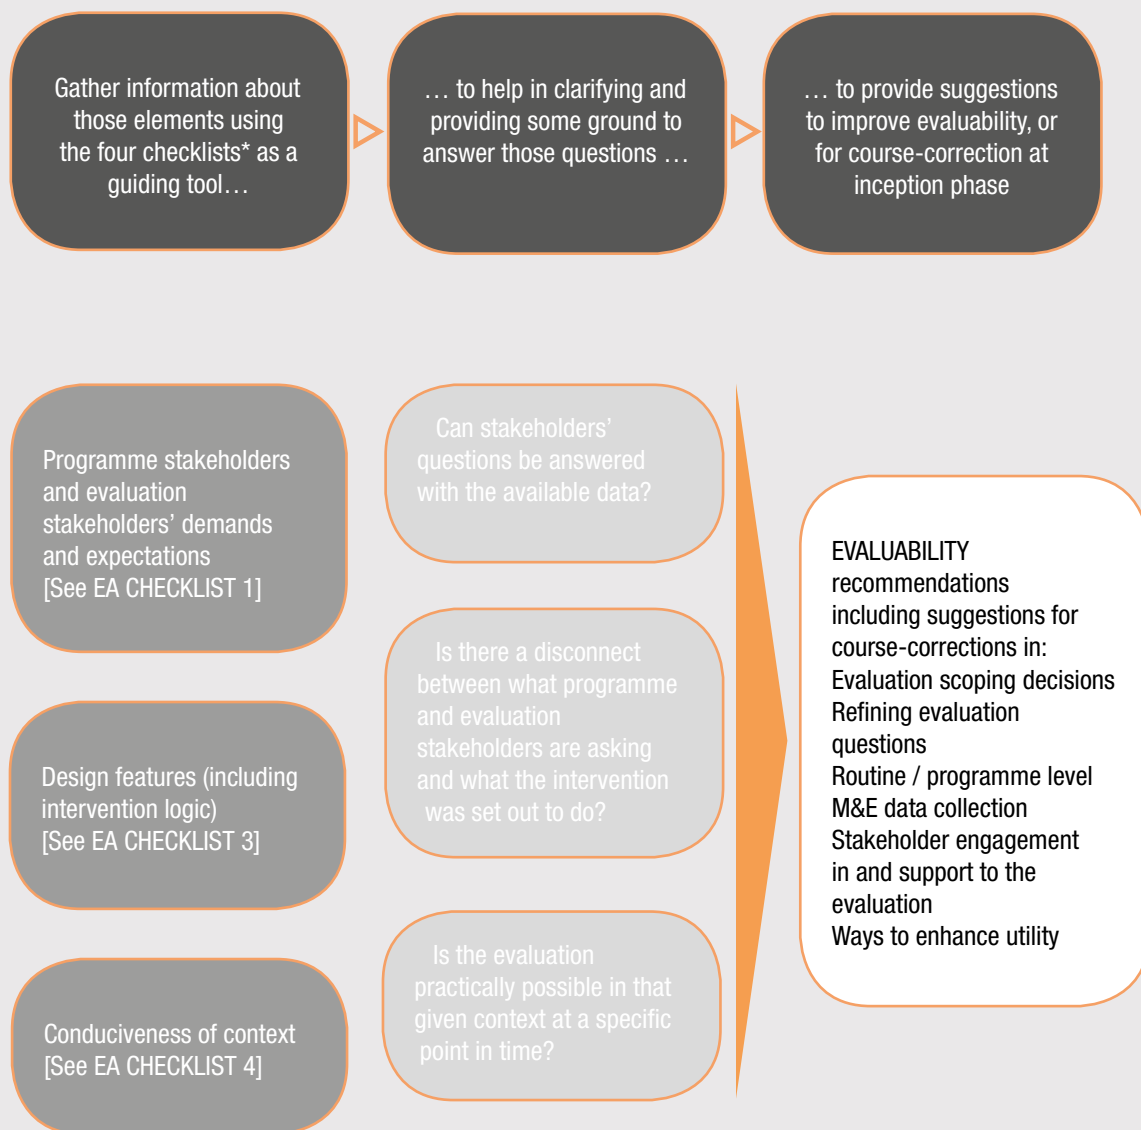 Gather information about
those elements using
the four checklists* as a
guiding tool…
… to help in clarifying and
providing some ground to
answer those questions …
… to provide suggestions
to improve evaluability, or
for course-correction at
inception phase
Programme stakeholders
and evaluation
stakeholders’ demands
and expectations
[See EA CHECKLIST 1]
Design features (including
intervention logic)
[See EA CHECKLIST 3]
Conduciveness of context
[See EA CHECKLIST 4]
Can stakeholders’
questions be answered
with the available data?
Is there a disconnect
between what programme
and evaluation
stakeholders are asking
and what the intervention
was set out to do?
Is the evaluation
practically possible in that
given context at a specific
point in time?
EVALUABILITY
recommendations
including suggestions for
course-corrections in:
Evaluation scoping decisions
Refining evaluation
questions
Routine / programme level
M&E data collection
Stakeholder engagement
in and support to the
evaluation
Ways to enhance utility